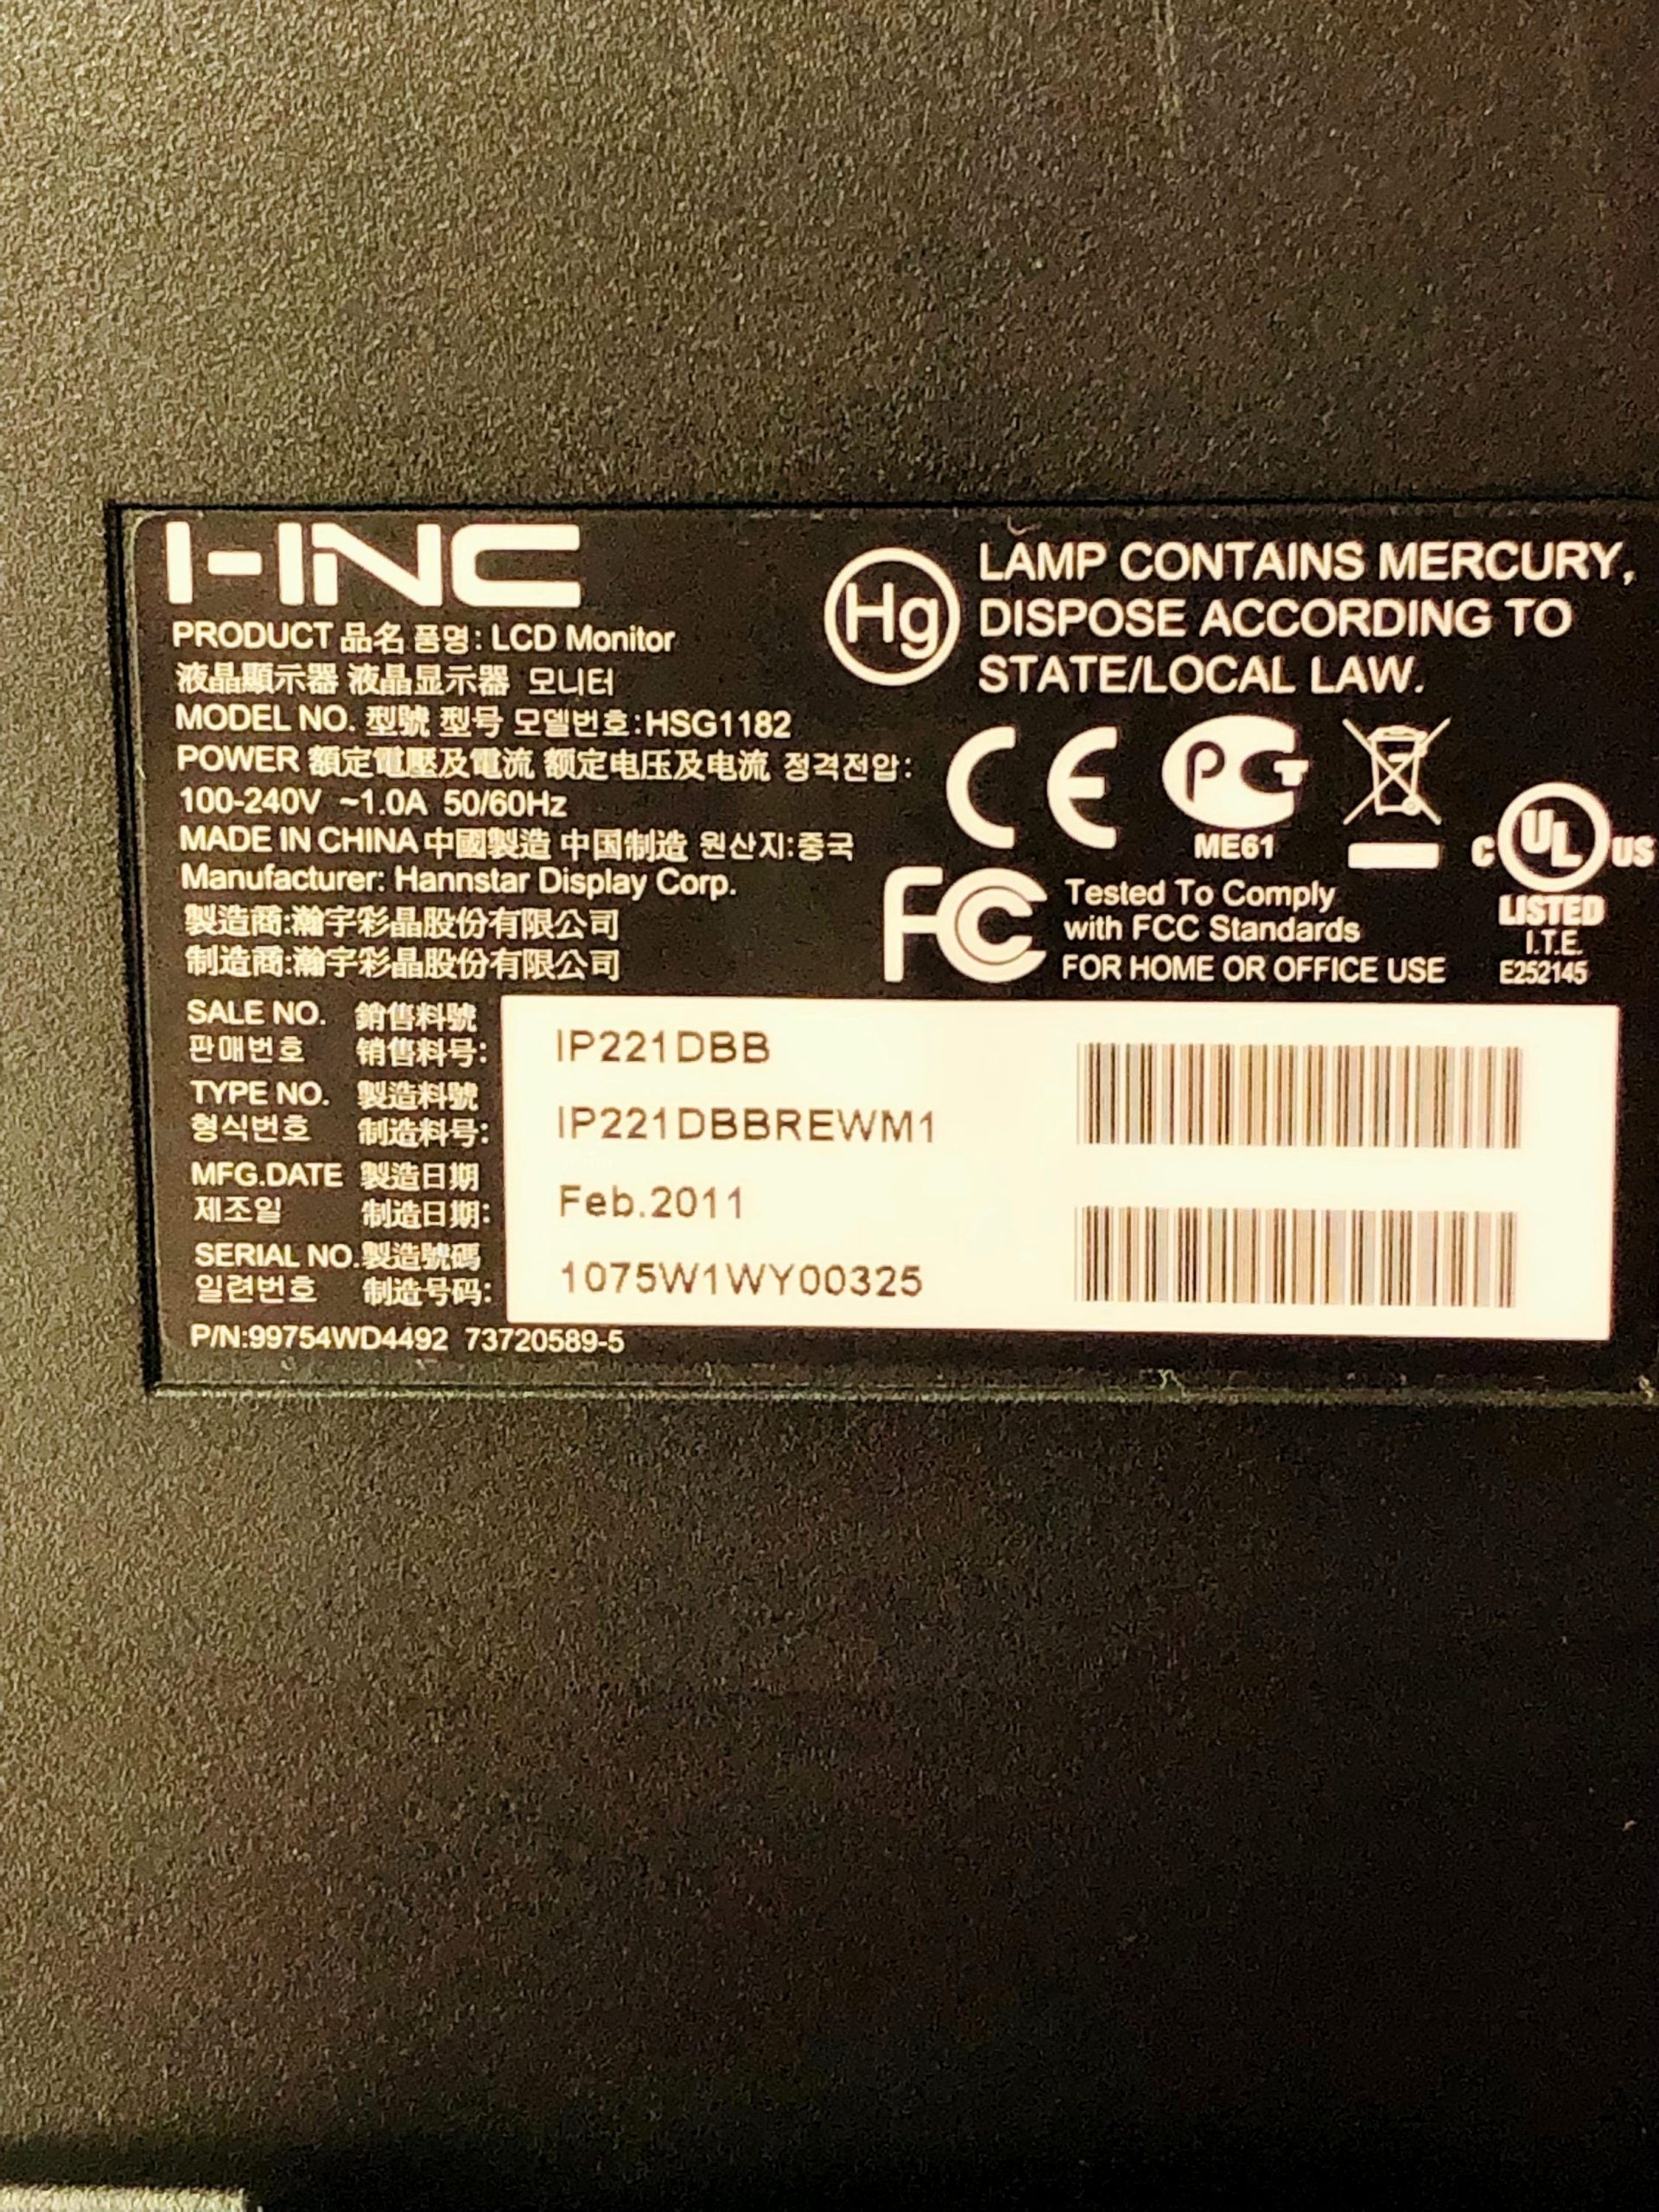 HNC
PRODUCT 品名 품명: LCD Monitor
液晶顯示器 液晶显示器 모니터
MODEL NO. 型號 型号 모델번호:HSG1182
POWER 額定電壓及電流 额定电压及电流 정격전압:
100-240V ~1.0A 50/60Hz
MADE IN CHINA 中國製造 中国制造 원산지:중국
Manufacturer: Hannstar Display Corp.
製造商:瀚宇彩晶股份有限公司
制造商:瀚宇彩晶股份有限公司
Hg
LAMP CONTAINS MERCURY,
DISPOSE ACCORDING TO
STATE/LOCAL LAW.
CE
PCT
ME61
C UL US
LISTED
I.T.E.
E252145
FC
Tested To Comply
with FCC Standards
FOR HOME OR OFFICE USE
SALE NO. 銷售料號
판매번호 销售料号:
IP221DBB
TYPE NO. 製造料號
형식번호 制造料号:
IP221DBBREWM1
MFG.DATE 製造日期
제조일 制造日期:
Feb.2011
SERIAL NO.製造號碼
일련번호 制造号码:
1075W1WY00325
P/N:99754WD4492 73720589-5